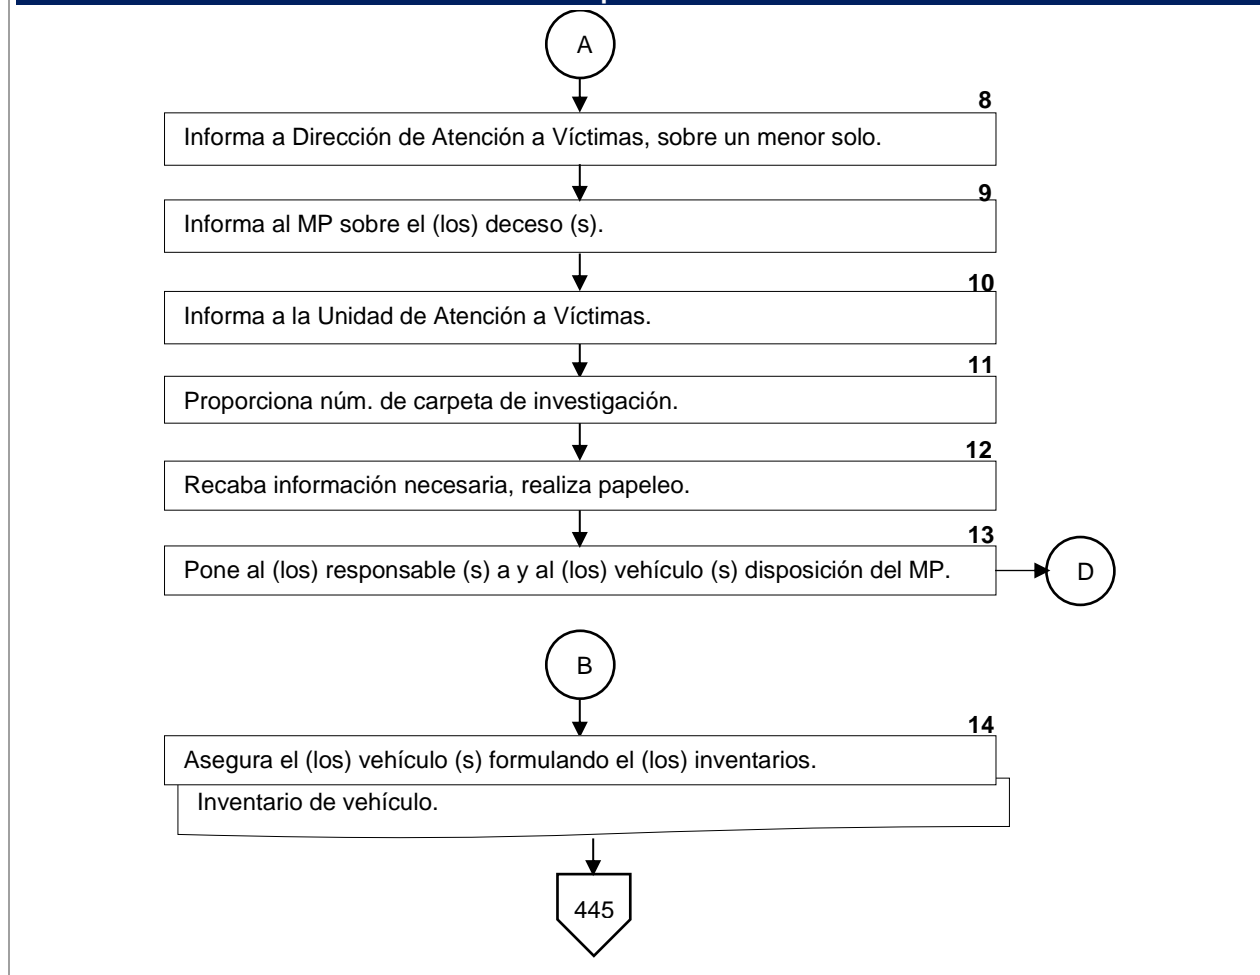 A
8
Informa a Dirección de Atención a Víctimas, sobre un menor solo.
9
Informa al MP sobre el (los) deceso (s).
10
Informa a la Unidad de Atención a Víctimas.
11
Proporciona núm. de carpeta de investigación.
12
Recaba información necesaria, realiza papeleo.
13
Pone al (los) responsable (s) a y al (los) vehículo (s) disposición del MP.
D
B
14
Asegura el (los) vehículo (s) formulando el (los) inventarios.
Inventario de vehículo.
445